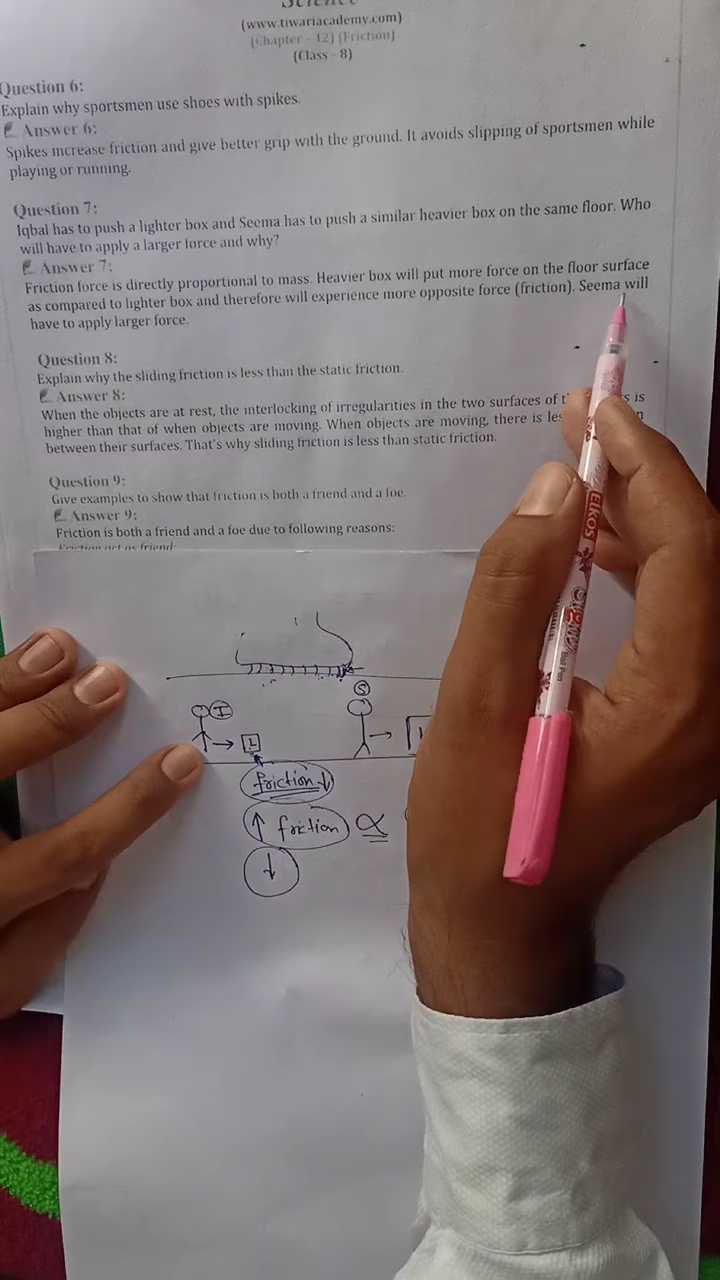 Science
(www.tiwariacademy.com)
(Chapter - 12) (Friction)
(Class - 8)
Question 6:
Explain why sportsmen use shoes with spikes.
Answer 6:
Spikes increase friction and give better grip with the ground. It avoids slipping of sportsmen while
playing or running.
Question 7:
Iqbal has to push a lighter box and Seema has to push a similar heavier box on the same floor. Who
will have to apply a larger force and why?
Answer 7:
Friction force is directly proportional to mass. Heavier box will put more force on the floor surface
as compared to lighter box and therefore will experience more opposite force (friction). Seema will
have to apply larger force.
Question 8:
Explain why the sliding friction is less than the static friction.
Answer 8:
When the objects are at rest, the interlocking of irregularities in the two surfaces of is
higher than that of when objects are moving. When objects are moving, there is
between their surfaces. That's why sliding friction is less than static friction.
Question 9:
Give examples to show that friction is both a friend and a foe.
Answer 9:
Friction is both a friend and a foe due to following reasons:
Friction act as friend
S
I
L
friction ↓
↑ friction ∝
↓
Elkos
Ball Pen